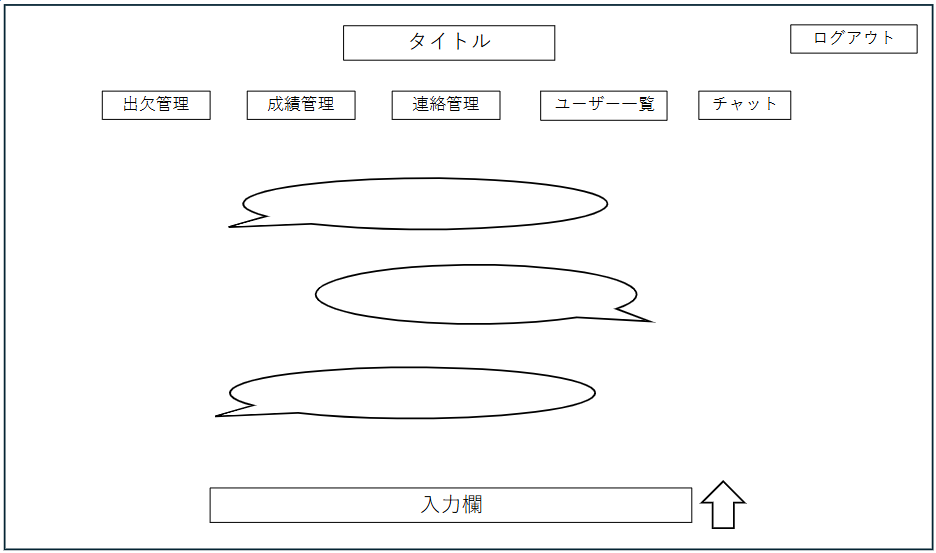 タイトル
ログアウト
出欠管理
成績管理
連絡管理
ユーザー一覧
チャット
入力欄